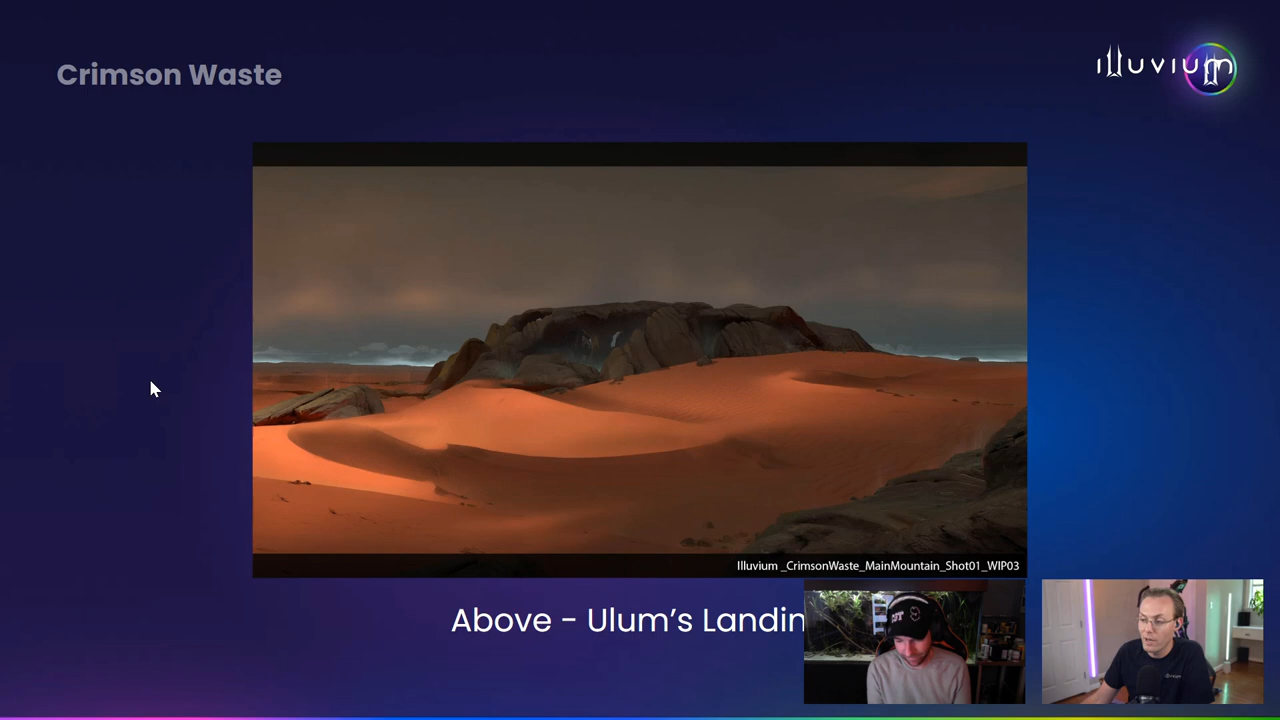 Crimson Waste
illuvium
Illuvium _CrimsonWaste_MainMountain_Shot01_WIP03
Above - Ulum's Landin